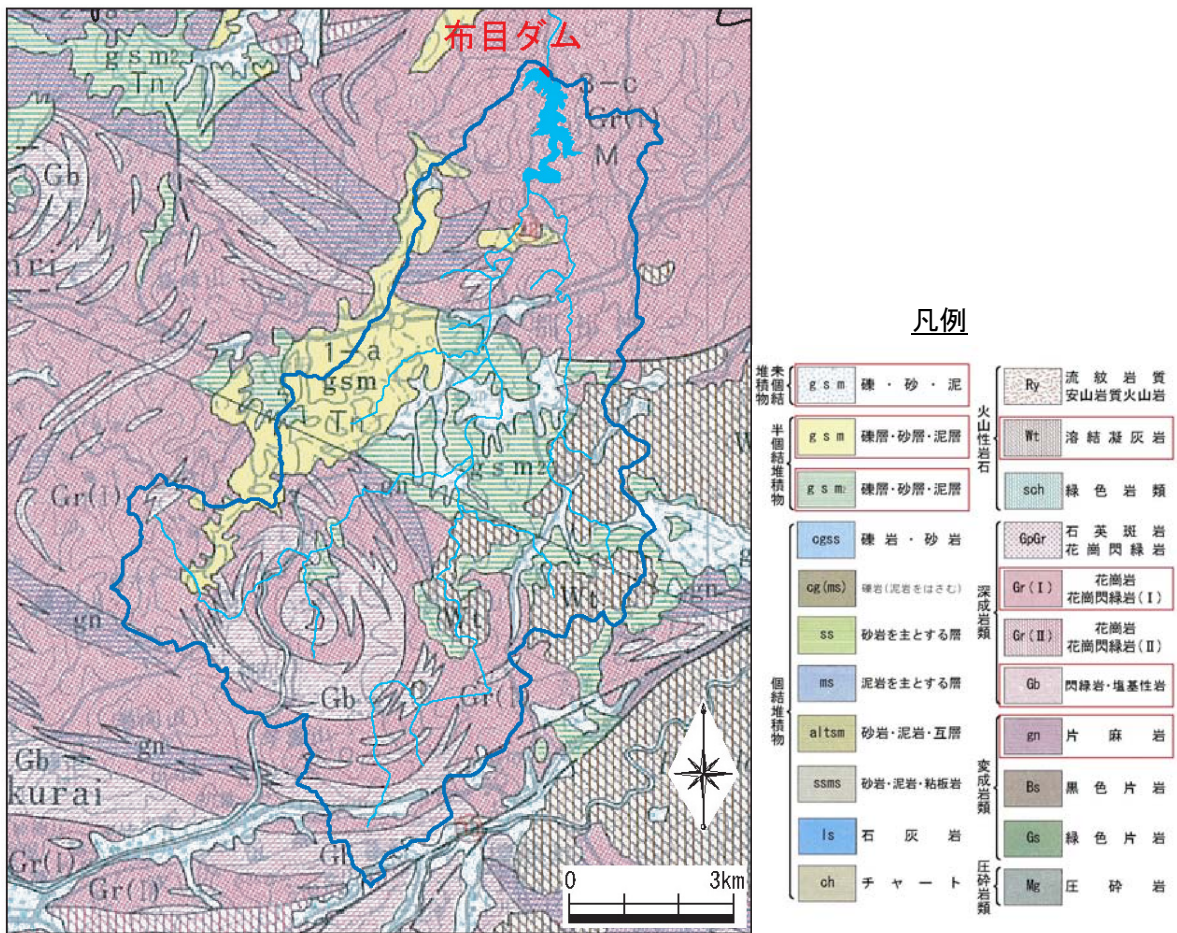 布目ダム
gsm2
Tn
3-c
Gr(I)
M
Gb
iri
1-a
gsm
Tn
gsm2
Gr(I)
gn
gn
Wt
Wt
gn
Gb
Gr(I)
gn
Gb
kurai
Gr(I)
Gr(I)
0 3km
凡例
未個結堆積物
gsm 礫・砂・泥
半個結堆積物
gsm 礫層・砂層・泥層
gsm2 礫層・砂層・泥層
個結堆積物
cgss 礫岩・砂岩
cg(ms) 礫岩(泥岩をはさむ)
ss 砂岩を主とする層
ms 泥岩を主とする層
altsm 砂岩・泥岩・互層
ssms 砂岩・泥岩・粘板岩
ls 石灰岩
ch チャート
火山性岩石
Ry 流紋岩質
安山岩質火山岩
Wt 溶結凝灰岩
sch 緑色岩類
深成岩類
GpGr 石英斑岩
花崗閃緑岩
Gr(I) 花崗岩
花崗閃緑岩(I)
Gr(II) 花崗岩
花崗閃緑岩(II)
Gb 閃緑岩・塩基性岩
変成岩類
gn 片麻岩
Bs 黒色片岩
Gs 緑色片岩
圧砕岩類
Mg 圧砕岩